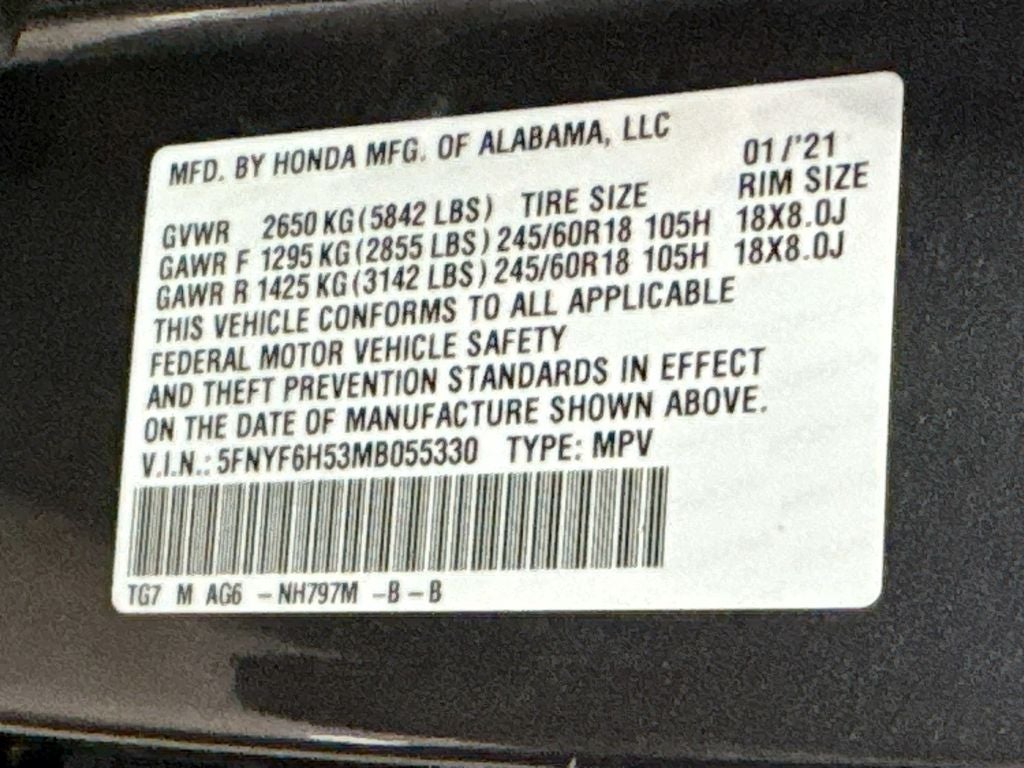 MFD. BY HONDA MFG. OF ALABAMA, LLC 01/'21
GVWR 2650 KG (5842 LBS) TIRE SIZE RIM SIZE
GAWR F 1295 KG (2855 LBS) 245/60R18 105H 18X8.0J
GAWR R 1425 KG (3142 LBS) 245/60R18 105H 18X8.0J
THIS VEHICLE CONFORMS TO ALL APPLICABLE
FEDERAL MOTOR VEHICLE SAFETY
AND THEFT PREVENTION STANDARDS IN EFFECT
ON THE DATE OF MANUFACTURE SHOWN ABOVE.
V.I.N.: 5FNYF6H53MB055330 TYPE: MPV
TG7 M AG6 -NH797M -B-B